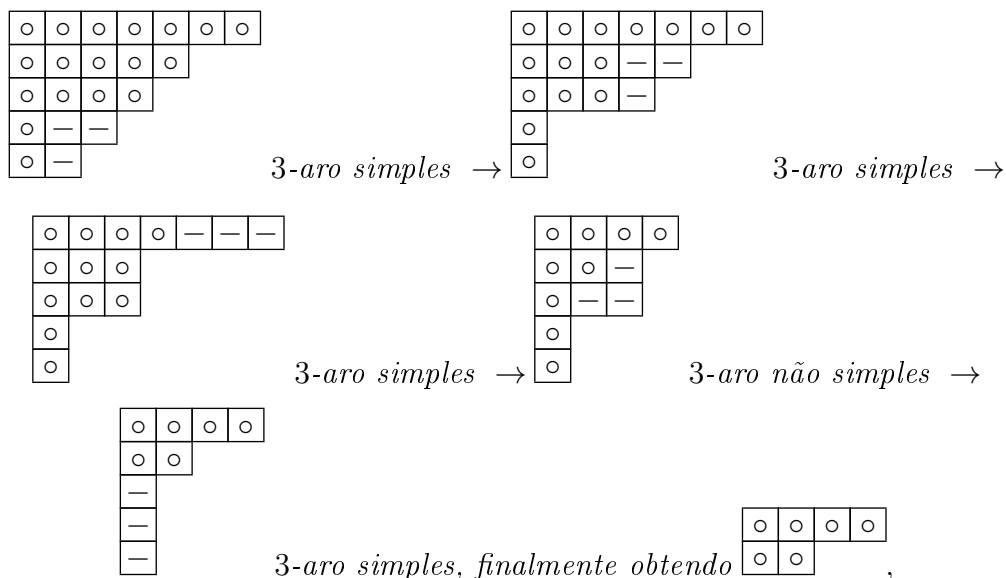 3-aro simples → 3-aro simples →
3-aro simples → 3-aro não simples →
3-aro simples, finalmente obtendo ,